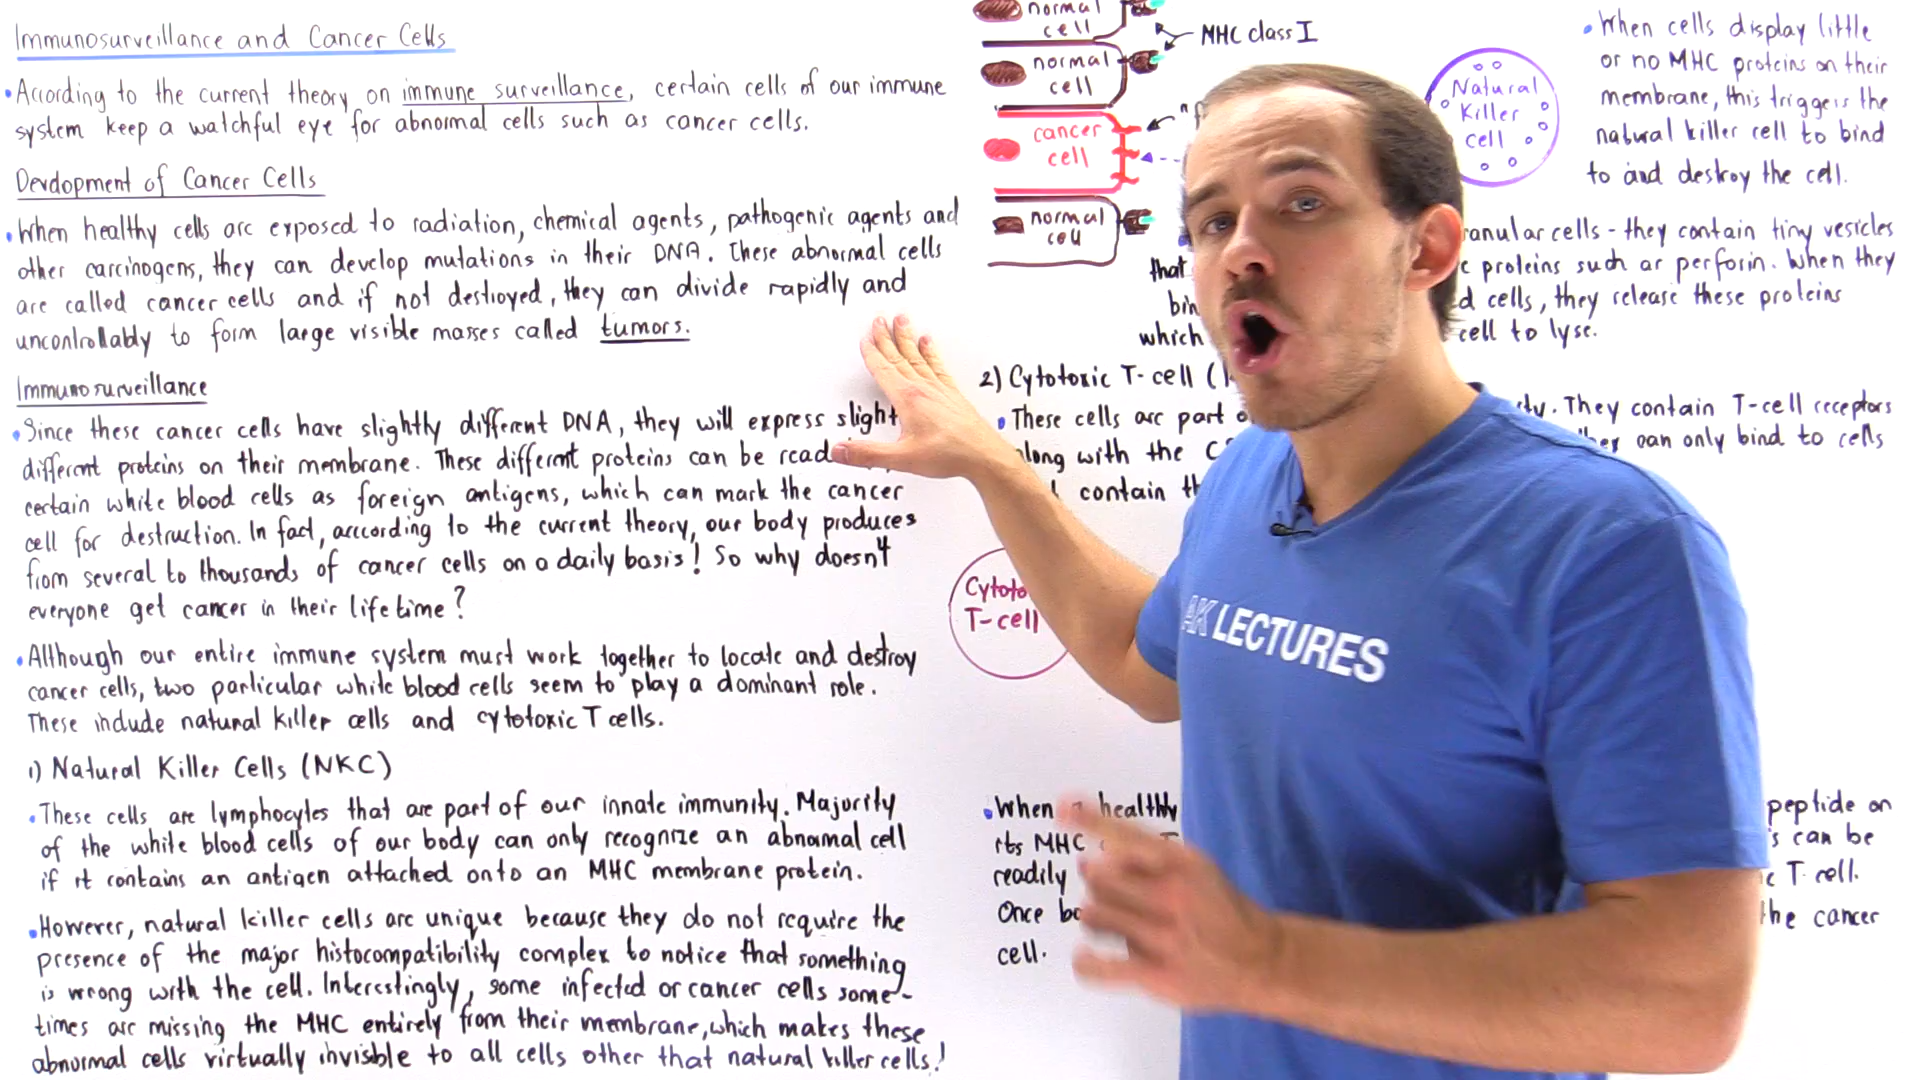 Immunosurveillance and Cancer Cells
•According to the current theory on immune surveillance, certain cells of our immune
system keep a watchful eye for abnormal cells such as cancer cells.
Development of Cancer Cells
•When healthy cells are exposed to radiation, chemical agents, pathogenic agents and
other carcinogens, they can develop mutations in their DNA. These abnormal cells
are called cancer cells and if not destroyed, they can divide rapidly and
uncontrollably to form large visible masses called tumors.
Immunosurveillance
•Since these cancer cells have slightly different DNA, they will express slight
different proteins on their membrane. These different proteins can be read
certain white blood cells as foreign antigens, which can mark the cancer
cell for destruction. In fact, according to the current theory, our body produces
from several to thousands of cancer cells on a daily basis! So why doesn't
everyone get cancer in their lifetime?
•Although our entire immune system must work together to locate and destroy
cancer cells, two particular white blood cells seem to play a dominant role.
These include natural killer cells and cytotoxic T cells.
1) Natural Killer Cells (NKC)
•These cells are lymphocytes that are part of our innate immunity. Majority
of the white blood cells of our body can only recognize an abnormal cell
if it contains an antigen attached onto an MHC membrane protein.
•However, natural killer cells are unique because they do not require the
presence of the major histocompatibility complex to notice that something
is wrong with the cell. Interestingly, some infected or cancer cells some-
times are missing the MHC entirely from their membrane, which makes these
abnormal cells virtually invisible to all cells other that natural killer cells!
normal
cell
MHC class I
normal
cell
cancer
cell
normal
cell
Natural
Killer
cell
•When cells display little
or no MHC proteins on their
membrane, this triggers the
natural killer cell to bind
to and destroy the cell.
ranular cells - they contain tiny vesicles
that c proteins such as perforin. When they
bin d cells, they release these proteins
which cell to lyse.
2) Cytotoxic T-cell (
•These cells are part o ty. They contain T-cell receptors
along with the C can only bind to cells
contain th
Cytoto
T-cell
•When a healthy peptide on
its MHC s can be
readily c T-cell.
Once bo the cancer
cell.
AK LECTURES